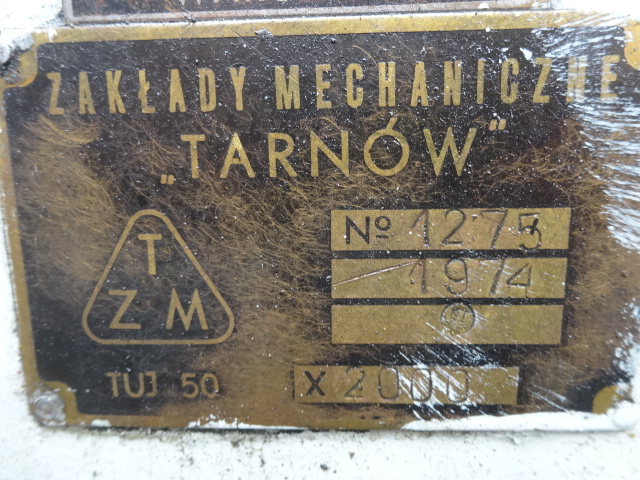 ZAKŁADY MECHANICZNE
„TARNÓW"
T
Z M
Nº 1275
1974
TUJ 50 X 2000